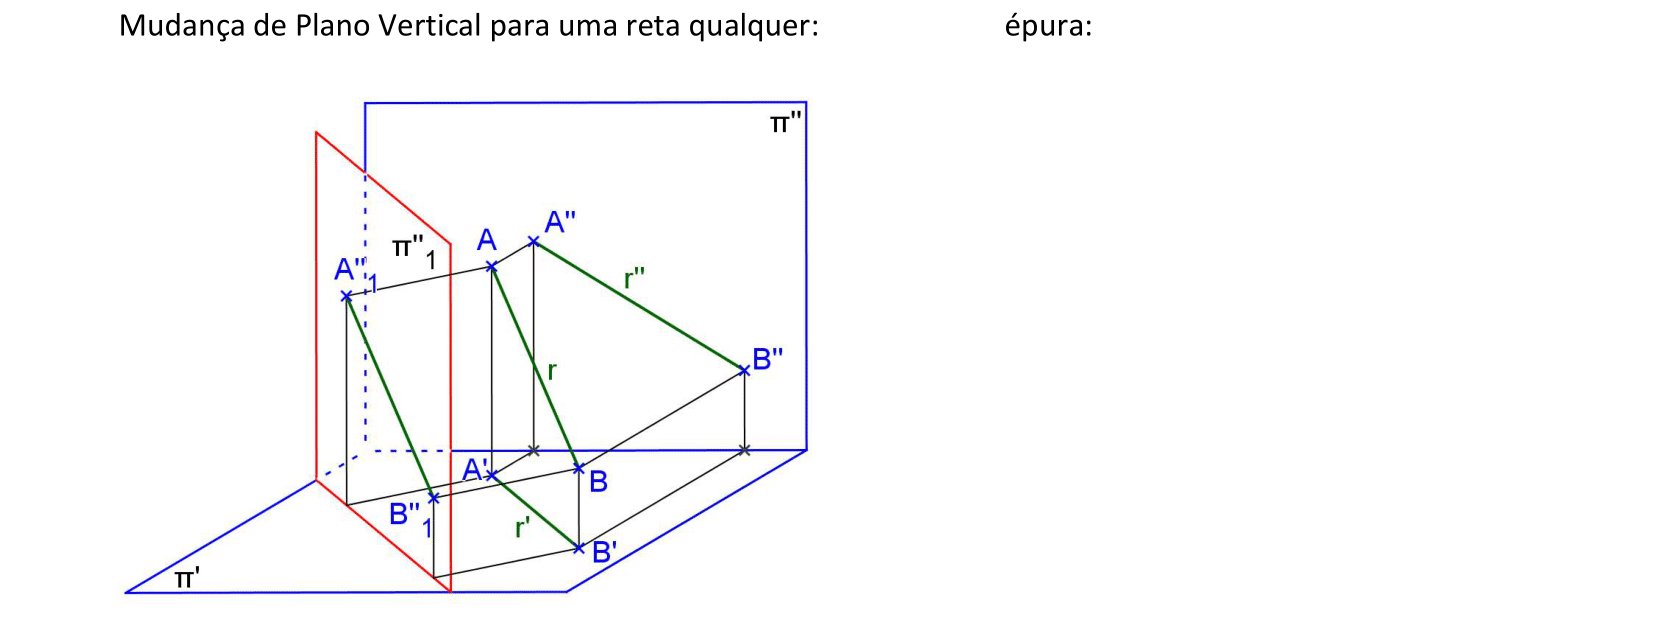 Mudança de Plano Vertical para uma reta qualquer: épura:
π"
A"
A
π"1
r"
A"1
B"
r
A'
B
B"1
r'
B'
π'